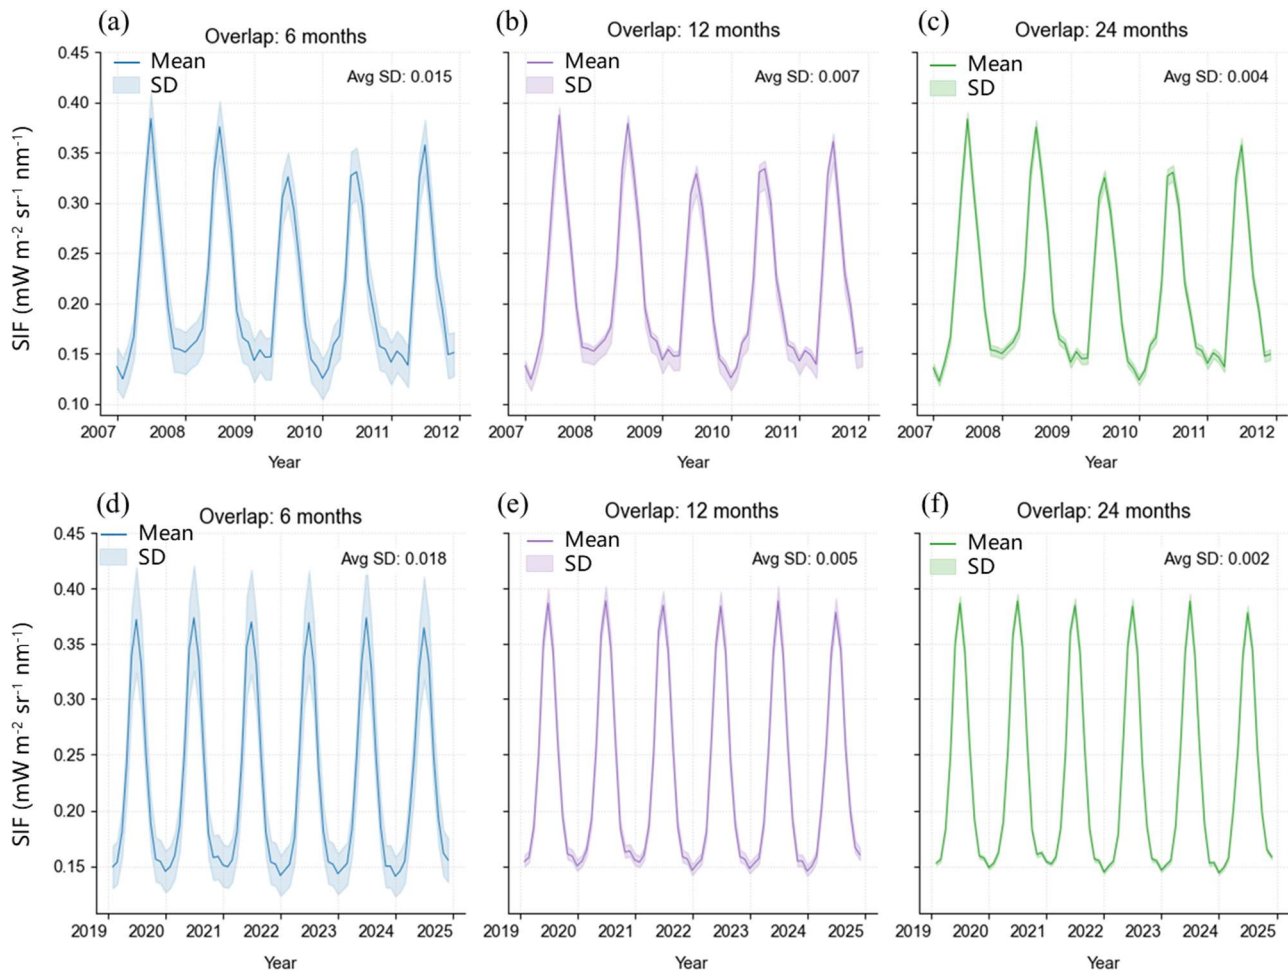 (a)
Overlap: 6 months
Mean
SD
Avg SD: 0.015
0.45
0.40
0.35
0.30
0.25
0.20
0.15
0.10
SIF (mW m⁻² sr⁻¹ nm⁻¹)
2007 2008 2009 2010 2011 2012
Year
(b)
Overlap: 12 months
Mean
SD
Avg SD: 0.007
2007 2008 2009 2010 2011 2012
Year
(c)
Overlap: 24 months
Mean
SD
Avg SD: 0.004
2007 2008 2009 2010 2011 2012
Year
(d)
Overlap: 6 months
Mean
SD
Avg SD: 0.018
0.45
0.40
0.35
0.30
0.25
0.20
0.15
SIF (mW m⁻² sr⁻¹ nm⁻¹)
2019 2020 2021 2022 2023 2024 2025
Year
(e)
Overlap: 12 months
Mean
SD
Avg SD: 0.005
2019 2020 2021 2022 2023 2024 2025
Year
(f)
Overlap: 24 months
Mean
SD
Avg SD: 0.002
2019 2020 2021 2022 2023 2024 2025
Year